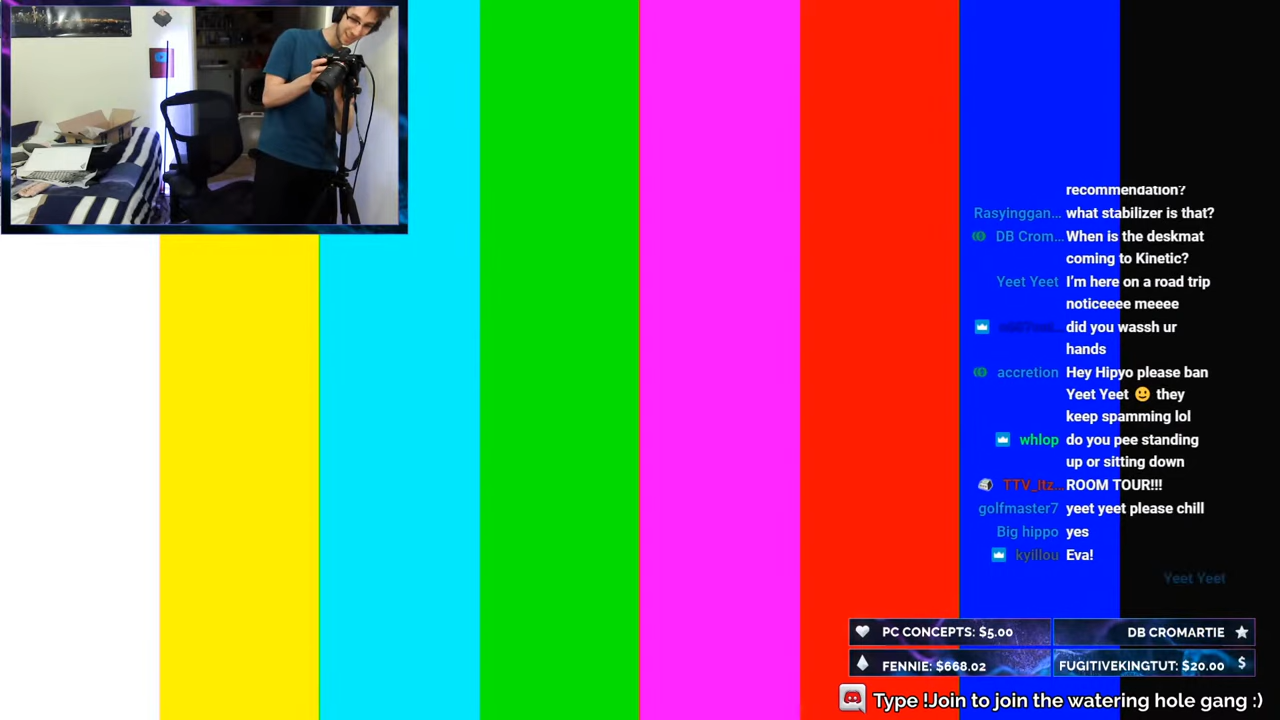 recommendation?
Rasyinggan... what stabilizer is that?
DB Crom... When is the deskmat
coming to Kinetic?
Yeet Yeet I'm here on a road trip
noticeeee meeee
did you wassh ur
hands
accretion Hey Hipyo please ban
Yeet Yeet 🙂 they
keep spamming lol
whlop do you pee standing
up or sitting down
TTV_Itz... ROOM TOUR!!!
golfmaster7 yeet yeet please chill
Big hippo yes
kyillou Eva!
Yeet Yeet
PC CONCEPTS: $5.00
DB CROMARTIE
FENNIE: $668.02
FUGITIVEKINGTUT: $20.00 $
Type !Join to join the watering hole gang :)